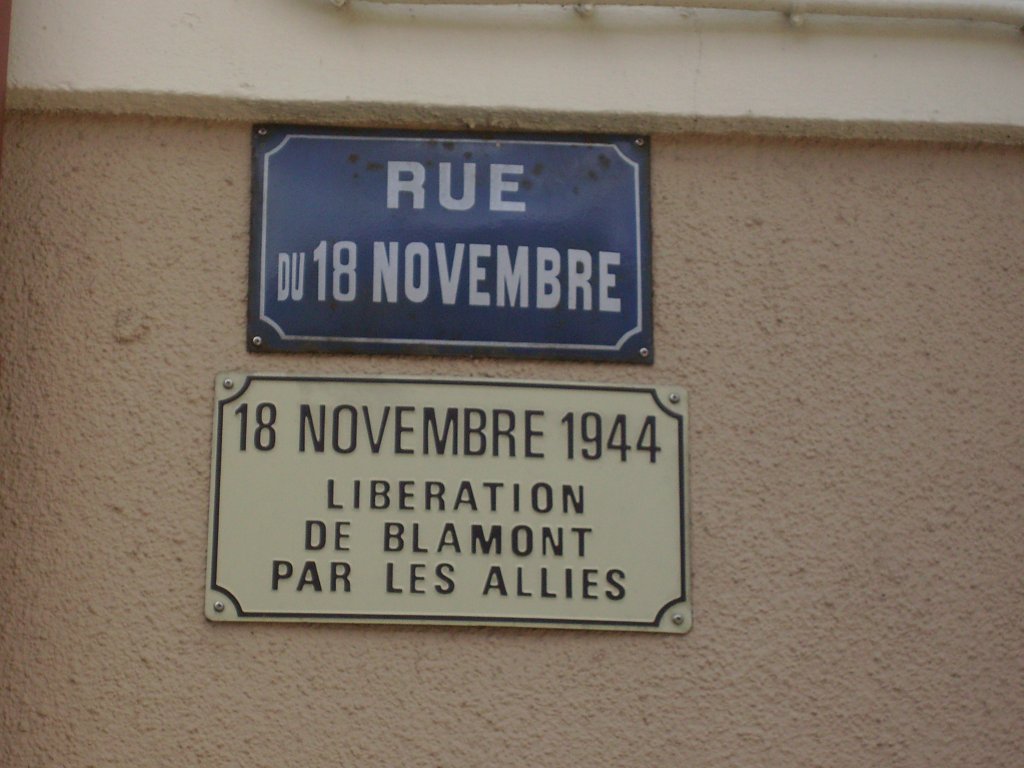 RUE
DU 18 NOVEMBRE
18 NOVEMBRE 1944
LIBERATION
DE BLAMONT
PAR LES ALLIES